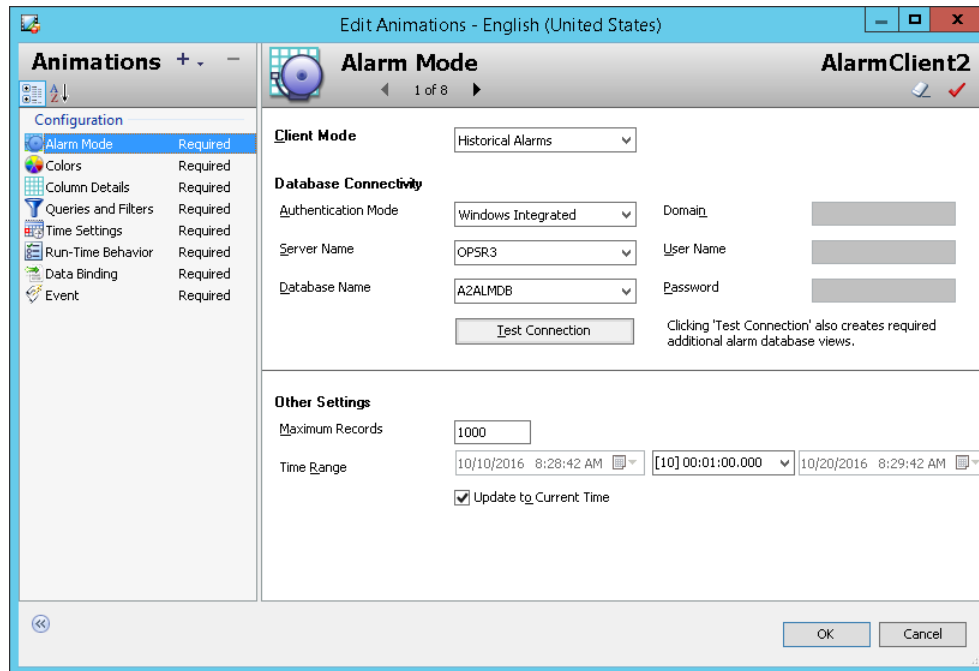 Edit Animations - English (United States)
Animations
Configuration
Alarm Mode Required
Colors Required
Column Details Required
Queries and Filters Required
Time Settings Required
Run-Time Behavior Required
Data Binding Required
Event Required
Alarm Mode
AlarmClient2
1 of 8
Client Mode Historical Alarms
Database Connectivity
Authentication Mode Windows Integrated Domain
Server Name OPSR3 User Name
Database Name A2ALMDB Password
Test Connection
Clicking 'Test Connection' also creates required
additional alarm database views.
Other Settings
Maximum Records 1000
Time Range 10/10/2016 8:28:42 AM [10] 00:01:00.000 10/20/2016 8:29:42 AM
Update to Current Time
OK Cancel